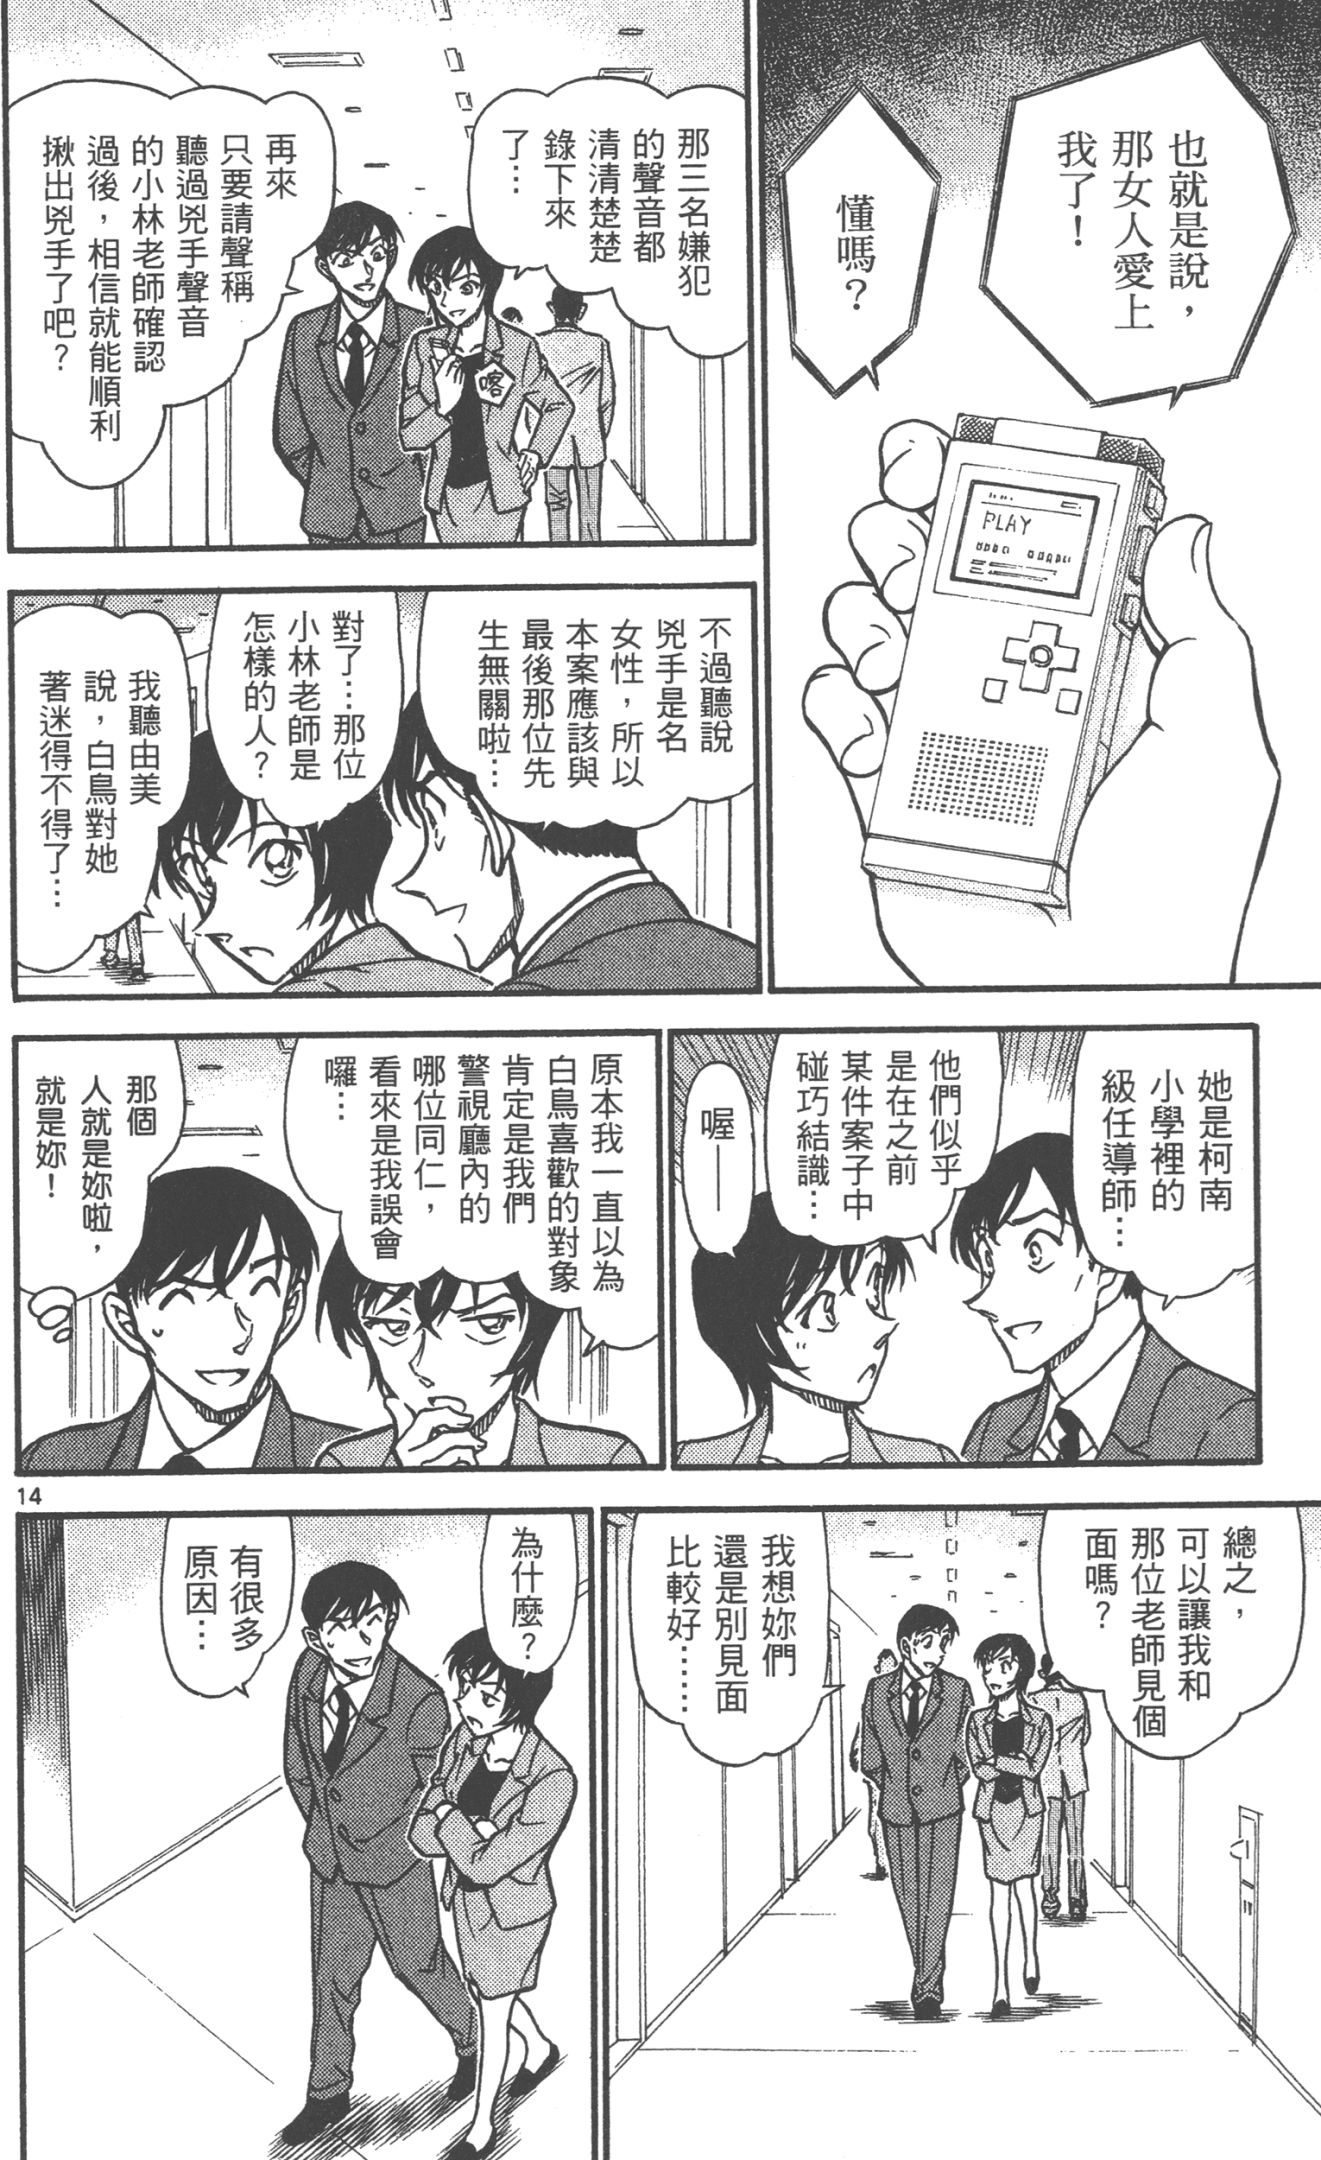 也就是說，
那女人愛上
我了！
懂嗎？
PLAY
那三名嫌犯
的聲音都
清清楚楚
錄下來
了…
喀
再來
只要請聲稱
聽過兇手聲音
的小林老師確認
過後，相信就能順利
揪出兇手了吧？
不過聽說
兇手是名
女性，所以
本案應該與
最後那位先
生無關啦…
對了…那位
小林老師是
怎樣的人？
我聽由美
說，白鳥對她
著迷得不得了…
她是柯南
小學裡的
級任導師…
他們似乎
是在之前
某件案子中
碰巧結識…
喔—
原本我一直以為
白鳥喜歡的對象
肯定是我們
警視廳內的
哪位同仁，
看來是我誤會
囉…
那個
人就是妳啦，
就是妳！
14
總之，
可以讓我和
那位老師見個
面嗎？
我想妳們
還是別見面
比較好……
為什麼？
有很多
原因…